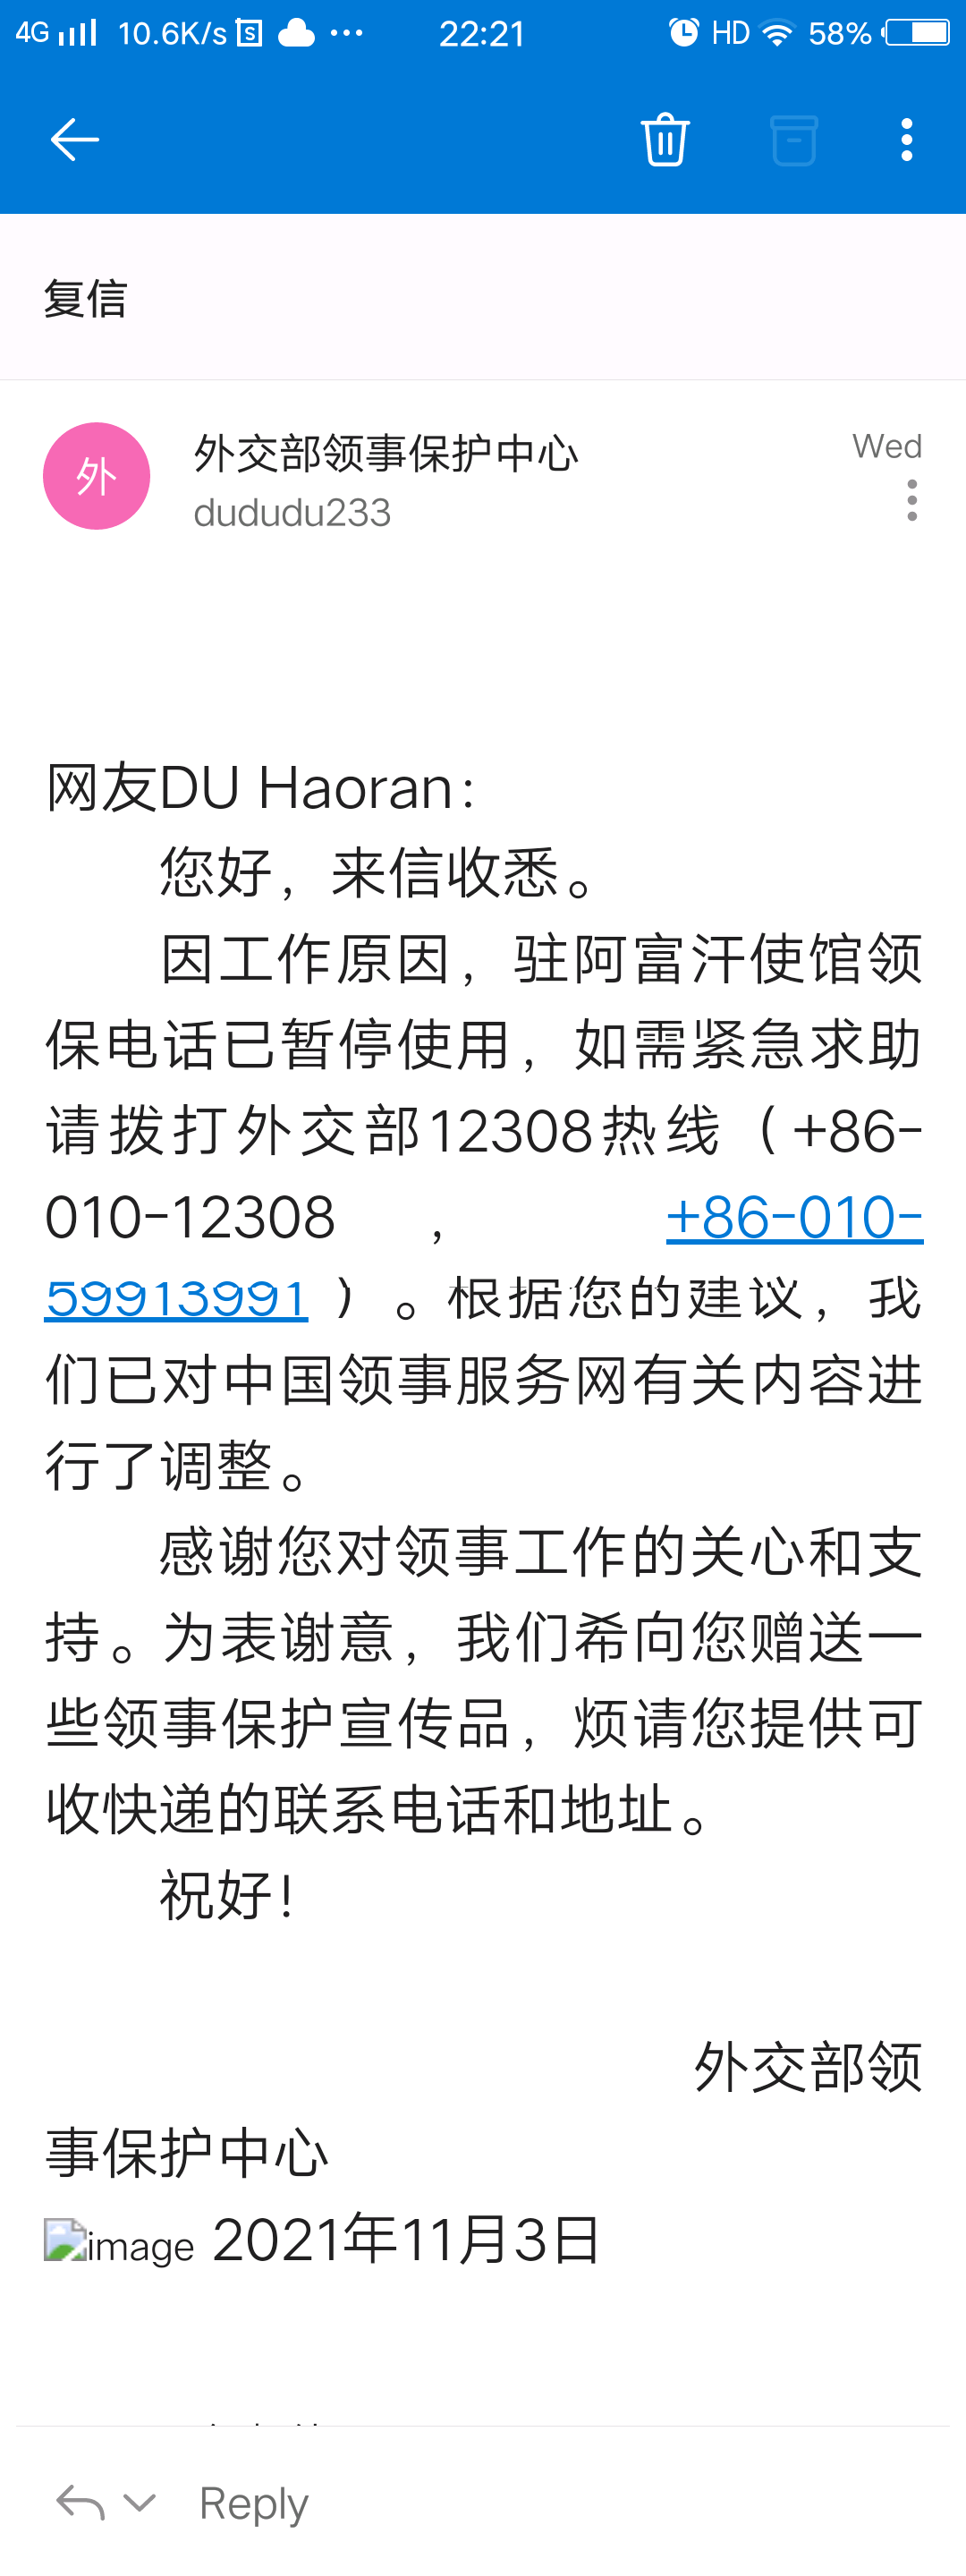 4G 10.6K/s S ... 22:21 HD 58%
复信
外 外交部领事保护中心 Wed
dududu233
网友DU Haoran：
您好，来信收悉。
因工作原因，驻阿富汗使馆领
保电话已暂停使用，如需紧急求助
请拨打外交部12308热线（+86-
010-12308，+86-010-
59913991）。根据您的建议，我
们已对中国领事服务网有关内容进
行了调整。
感谢您对领事工作的关心和支
持。为表谢意，我们希向您赠送一
些领事保护宣传品，烦请您提供可
收快递的联系电话和地址。
祝好！
外交部领
事保护中心
image 2021年11月3日
Reply